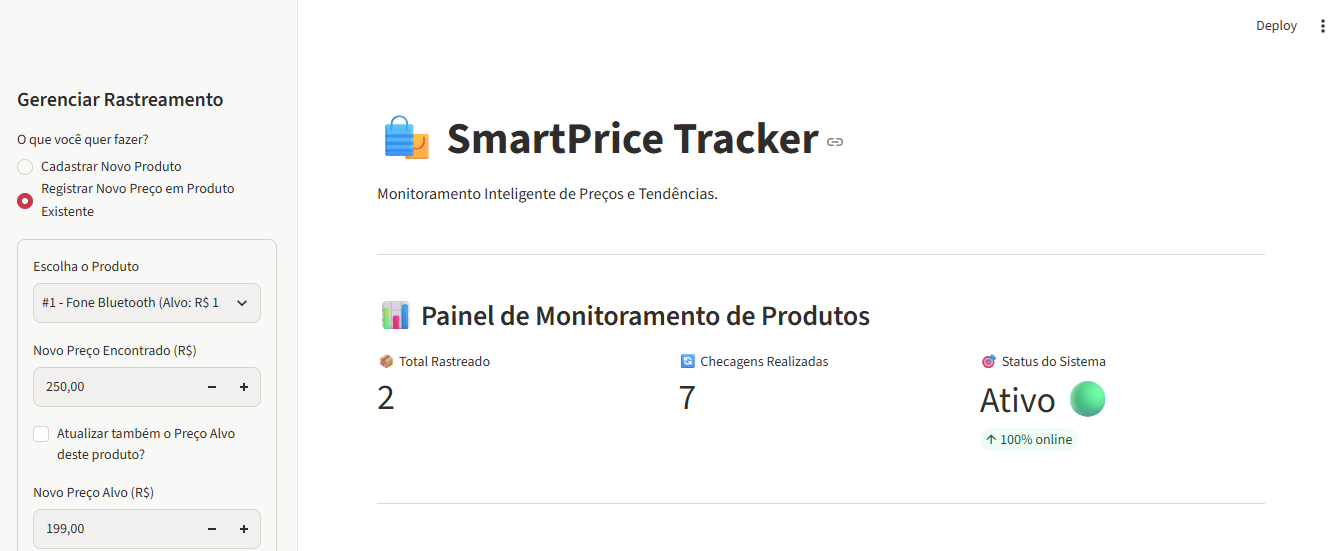 Deploy
Gerenciar Rastreamento
O que você quer fazer?
Cadastrar Novo Produto
Registrar Novo Preço em Produto
Existente
Escolha o Produto
#1 - Fone Bluetooth (Alvo: R$ 1
Novo Preço Encontrado (R$)
250,00
Atualizar também o Preço Alvo
deste produto?
Novo Preço Alvo (R$)
199,00
SmartPrice Tracker
Monitoramento Inteligente de Preços e Tendências.
Painel de Monitoramento de Produtos
Total Rastreado
2
Checagens Realizadas
7
Status do Sistema
Ativo
↑ 100% online